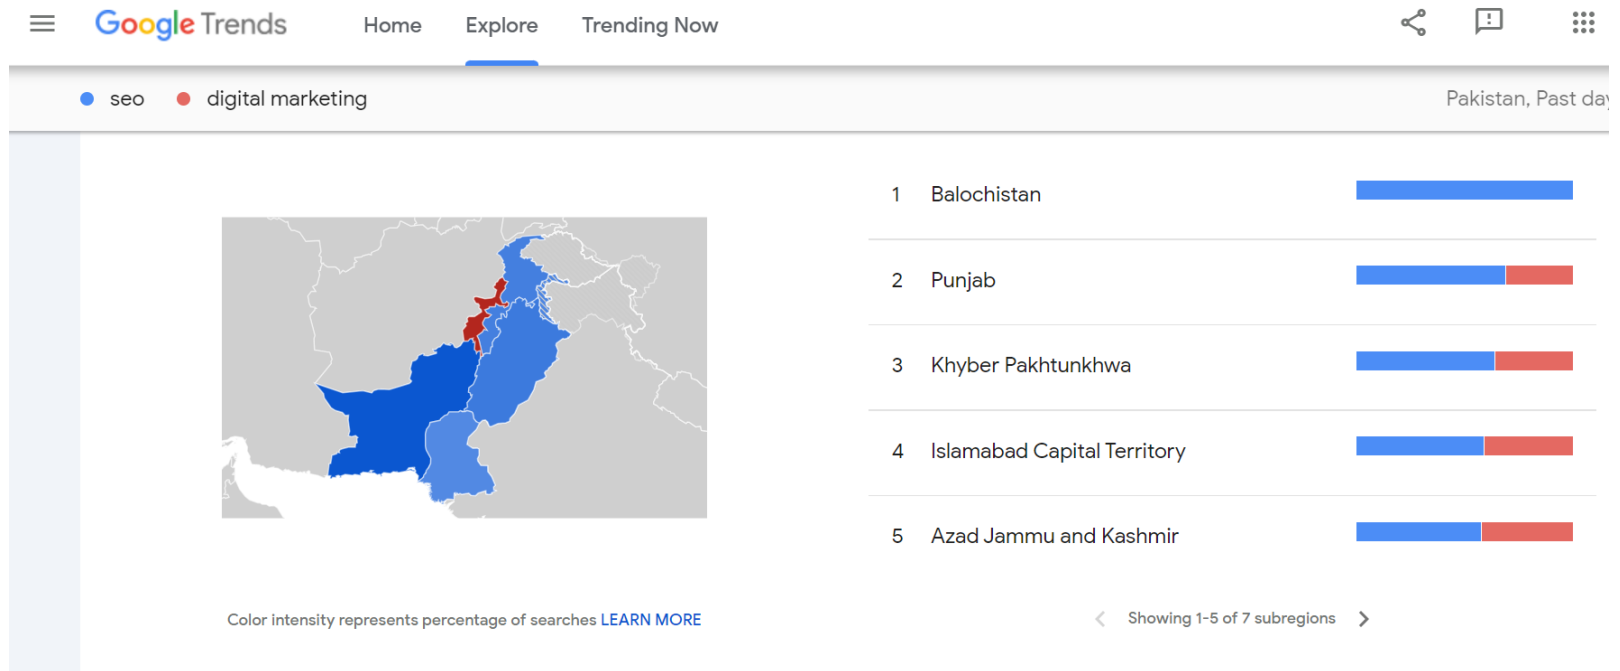 Google Trends Home Explore Trending Now
seo digital marketing Pakistan, Past day
1 Balochistan
2 Punjab
3 Khyber Pakhtunkhwa
4 Islamabad Capital Territory
5 Azad Jammu and Kashmir
Color intensity represents percentage of searches LEARN MORE
Showing 1-5 of 7 subregions